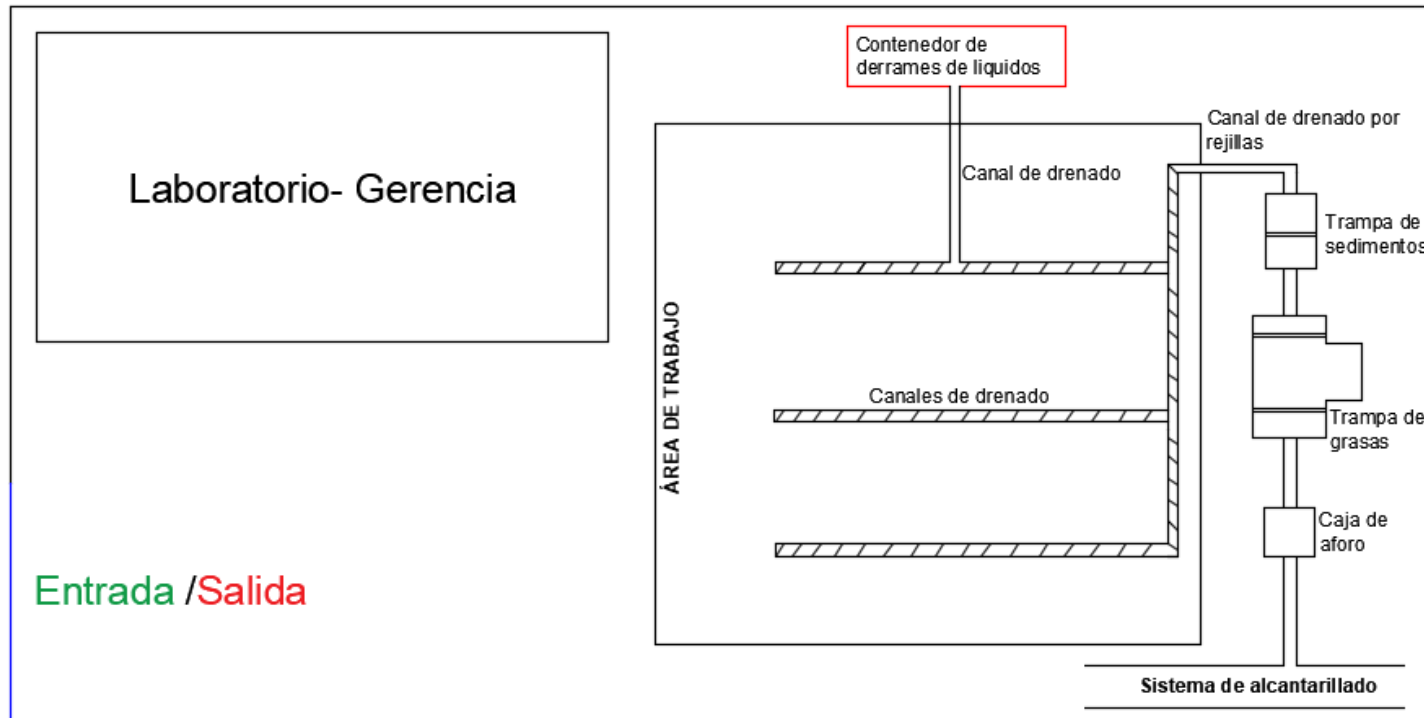 Contenedor de
derrames de liquidos
Laboratorio- Gerencia
Canal de drenado por
rejillas
Canal de drenado
Trampa de
sedimentos
ÁREA DE TRABAJO
Canales de drenado
Trampa de
grasas
Caja de
aforo
Entrada /Salida
Sistema de alcantarillado